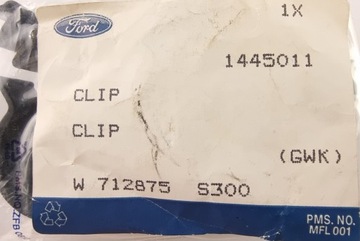 1X
Ford
1445011
CLIP
CLIP
(GWK)
W 712875 S300
PMS. NO.
MFL 001